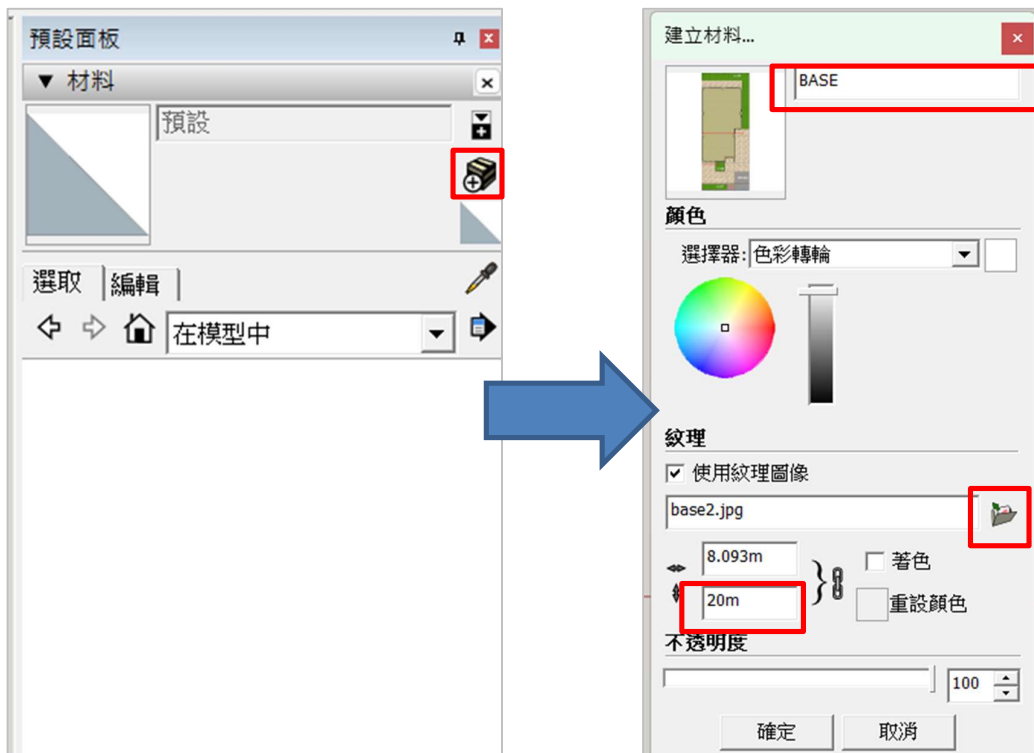 預設面板
▼ 材料
預設
選取
編輯
在模型中
建立材料...
BASE
顏色
選擇器:
色彩轉輪
紋理
使用紋理圖像
base2.jpg
8.093m
著色
20m
重設顏色
不透明度
100
確定
取消